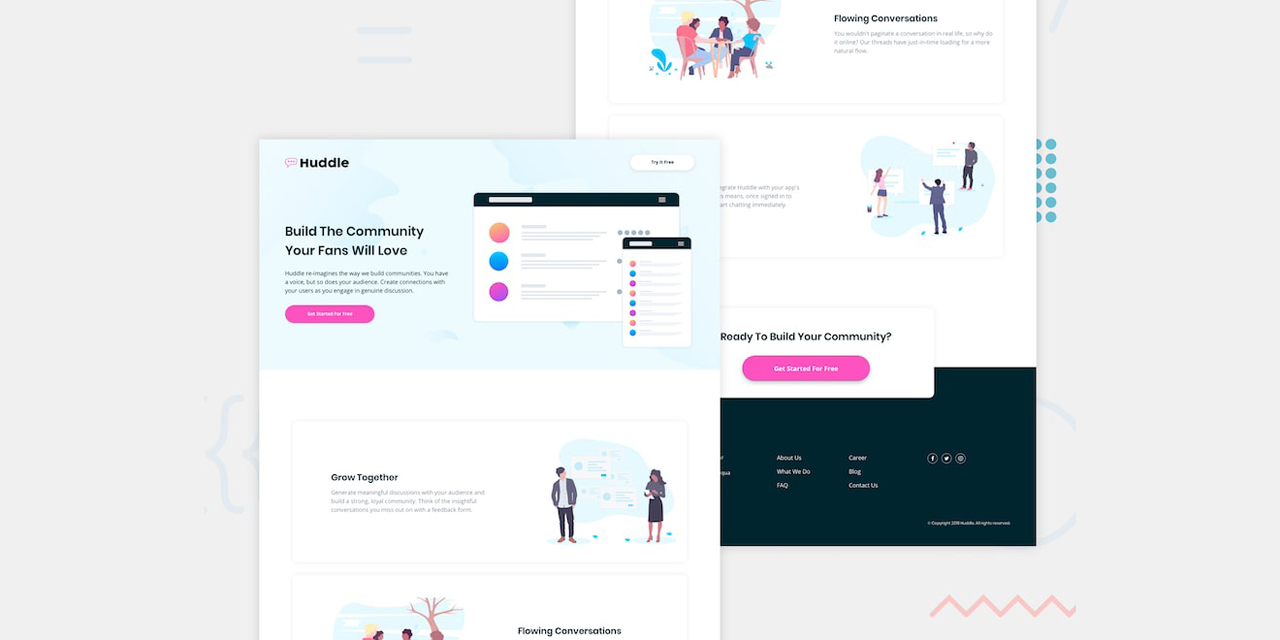 Huddle
Try It Free
Build The Community
Your Fans Will Love
Huddle re-imagines the way we build communities. You have
a voice, but so does your audience. Create connections with
your users as you engage in genuine discussion.
Get Started For Free
Grow Together
Generate meaningful discussions with your audience and
build a strong, loyal community. Think of the insightful
conversations you miss out on with a feedback form.
Flowing Conversations
Flowing Conversations
You wouldn't paginate a conversation in real life, so why do
it online? Our threads have just-in-time loading for a more
natural flow.
Huddle with your app's
means, once signed in to
chatting immediately.
Ready To Build Your Community?
Get Started For Free
About Us
What We Do
FAQ
Career
Blog
Contact Us
© Copyright 2018 Huddle. All rights reserved.